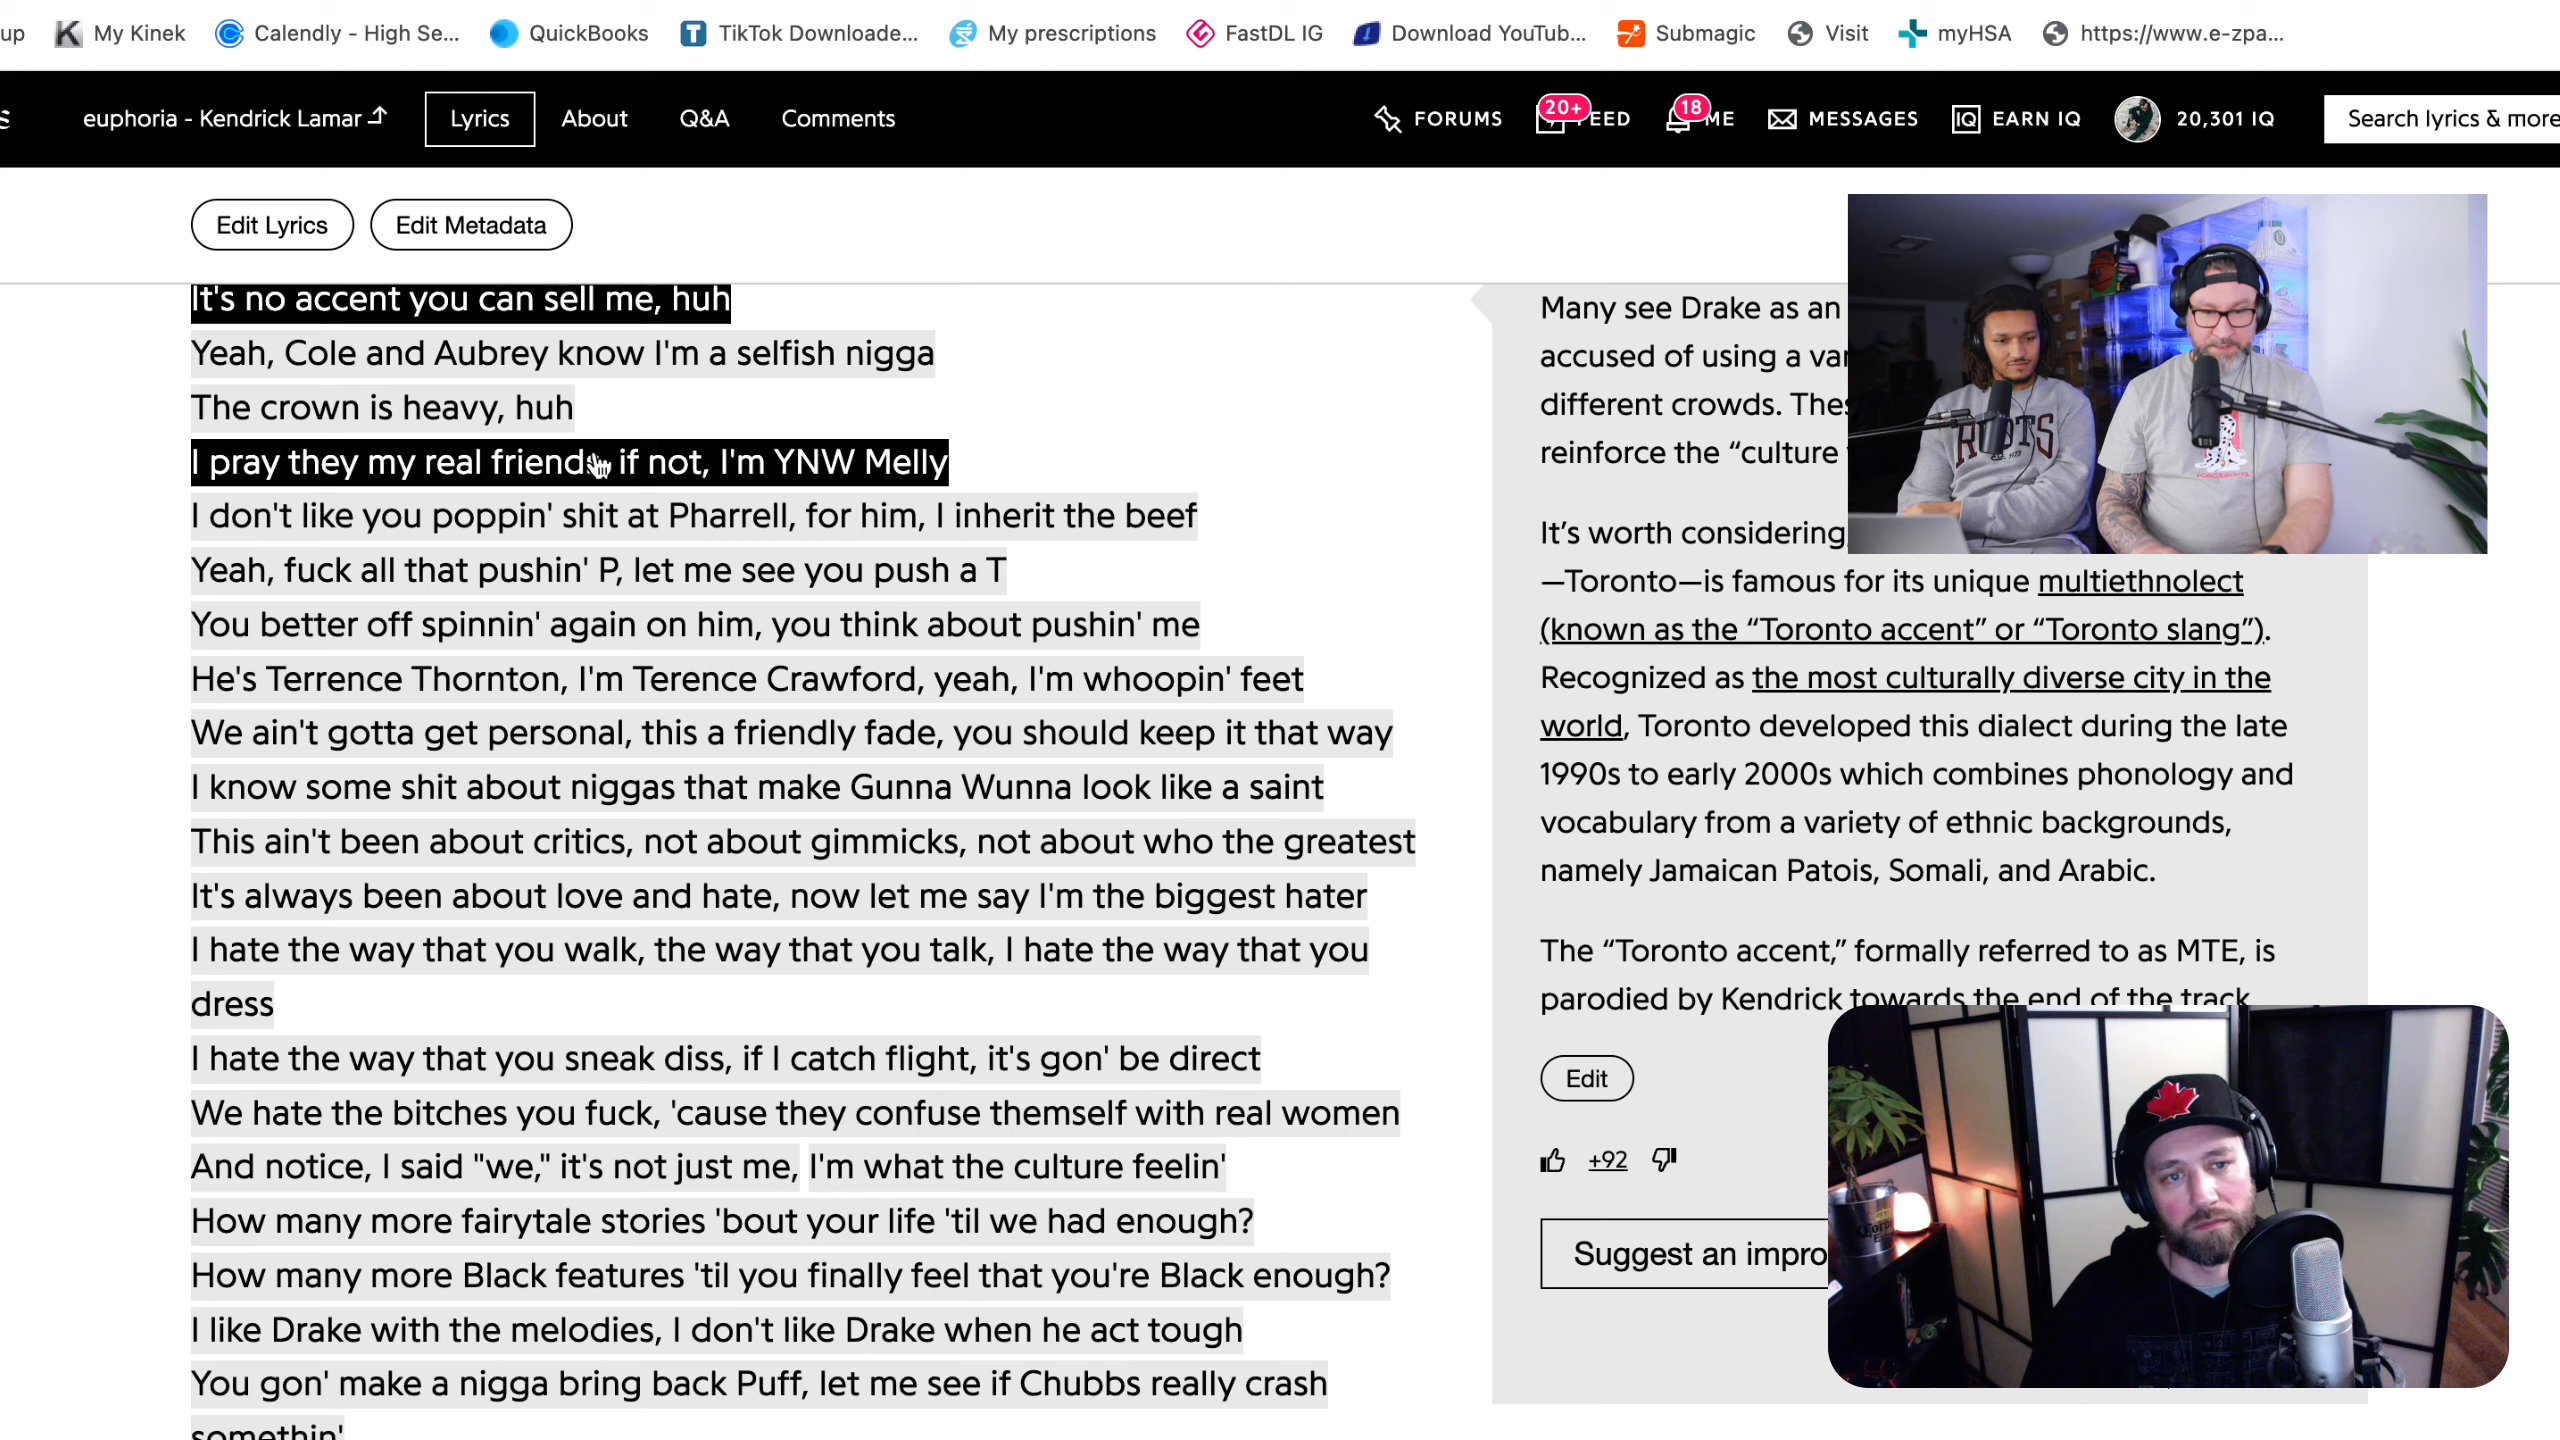 up My Kinek Calendly - High Se... QuickBooks TikTok Downloade... My prescriptions FastDL IG Download YouTub... Submagic Visit myHSA https://www.e-zpa...
euphoria - Kendrick Lamar Lyrics About Q&A Comments FORUMS 20+ FEED 18 ME MESSAGES IQ EARN IQ 20,301 IQ Search lyrics & more
Edit Lyrics Edit Metadata
It's no accent you can sell me, huh
Yeah, Cole and Aubrey know I'm a selfish nigga
The crown is heavy, huh
I pray they my real friends if not, I'm YNW Melly
I don't like you poppin' shit at Pharrell, for him, I inherit the beef
Yeah, fuck all that pushin' P, let me see you push a T
You better off spinnin' again on him, you think about pushin' me
He's Terrence Thornton, I'm Terence Crawford, yeah, I'm whoopin' feet
We ain't gotta get personal, this a friendly fade, you should keep it that way
I know some shit about niggas that make Gunna Wunna look like a saint
This ain't been about critics, not about gimmicks, not about who the greatest
It's always been about love and hate, now let me say I'm the biggest hater
I hate the way that you walk, the way that you talk, I hate the way that you
dress
I hate the way that you sneak diss, if I catch flight, it's gon' be direct
We hate the bitches you fuck, 'cause they confuse themself with real women
And notice, I said "we," it's not just me, I'm what the culture feelin'
How many more fairytale stories 'bout your life 'til we had enough?
How many more Black features 'til you finally feel that you're Black enough?
I like Drake with the melodies, I don't like Drake when he act tough
You gon' make a nigga bring back Puff, let me see if Chubbs really crash
somethin'
Many see Drake as an
accused of using a var
different crowds. Thes
reinforce the “culture
It’s worth considering,
—Toronto—is famous for its unique multiethnolect
(known as the “Toronto accent” or “Toronto slang”).
Recognized as the most culturally diverse city in the
world, Toronto developed this dialect during the late
1990s to early 2000s which combines phonology and
vocabulary from a variety of ethnic backgrounds,
namely Jamaican Patois, Somali, and Arabic.
The “Toronto accent,” formally referred to as MTE, is
parodied by Kendrick towards the end of the track
Edit
+92
Suggest an impro